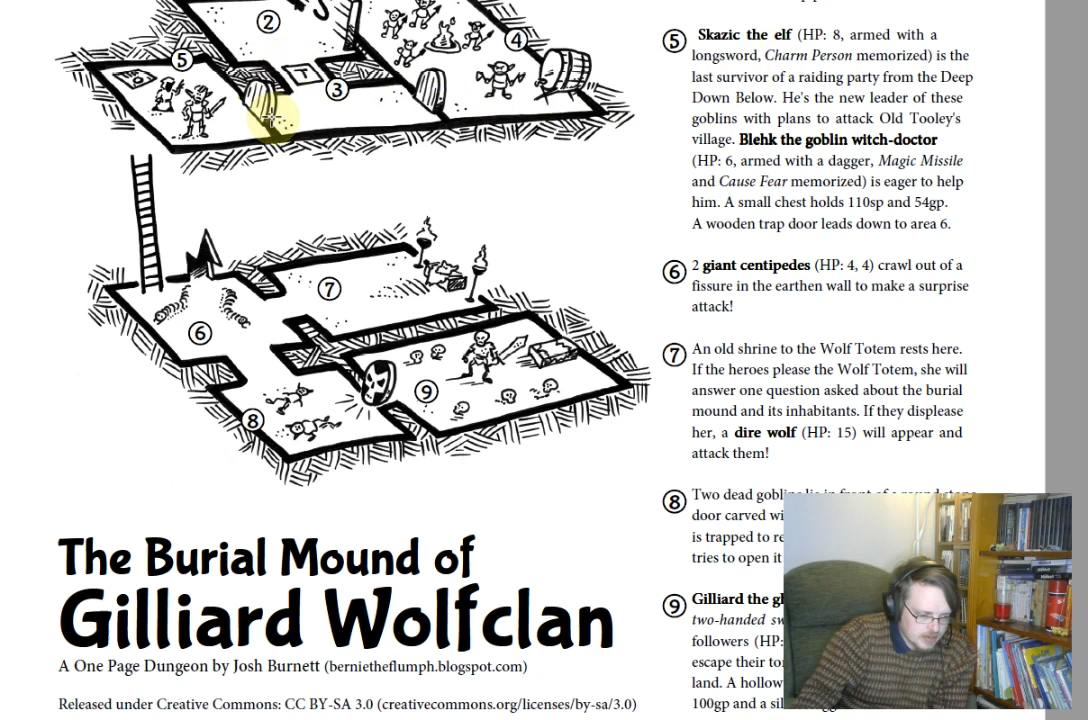 ②
⑤
④
③
T
⑤ Skazic the elf (HP: 8, armed with a
longsword, Charm Person memorized) is the
last survivor of a raiding party from the Deep
Down Below. He's the new leader of these
goblins with plans to attack Old Tooley's
village. Blehk the goblin witch-doctor
(HP: 6, armed with a dagger, Magic Missile
and Cause Fear memorized) is eager to help
him. A small chest holds 110sp and 54gp.
A wooden trap door leads down to area 6.
⑥ 2 giant centipedes (HP: 4, 4) crawl out of a
fissure in the earthen wall to make a surprise
attack!
⑦ An old shrine to the Wolf Totem rests here.
If the heroes please the Wolf Totem, she will
answer one question asked about the burial
mound and its inhabitants. If they displease
her, a dire wolf (HP: 15) will appear and
attack them!
⑧ Two dead goblins lie in front of a round stone
door carved wi
is trapped to re
tries to open it
⑨ Gilliard the gl
two-handed sw
followers (HP:
escape their to
land. A hollow
100gp and a sil
⑦
⑥
⑨
⑧
The Burial Mound of
Gilliard Wolfclan
A One Page Dungeon by Josh Burnett (bernietheflumph.blogspot.com)
Released under Creative Commons: CC BY-SA 3.0 (creativecommons.org/licenses/by-sa/3.0)